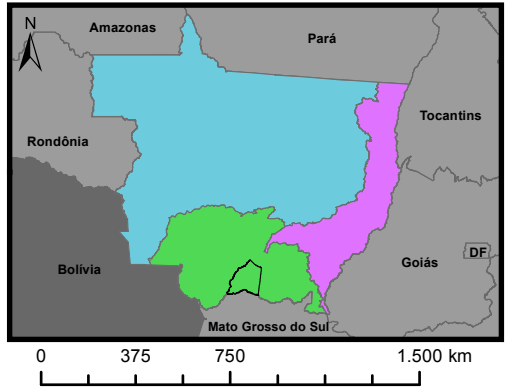 N
Amazonas
Pará
Tocantins
Rondônia
Bolívia
Goiás
DF
Mato Grosso do Sul
0 375 750 1.500 km